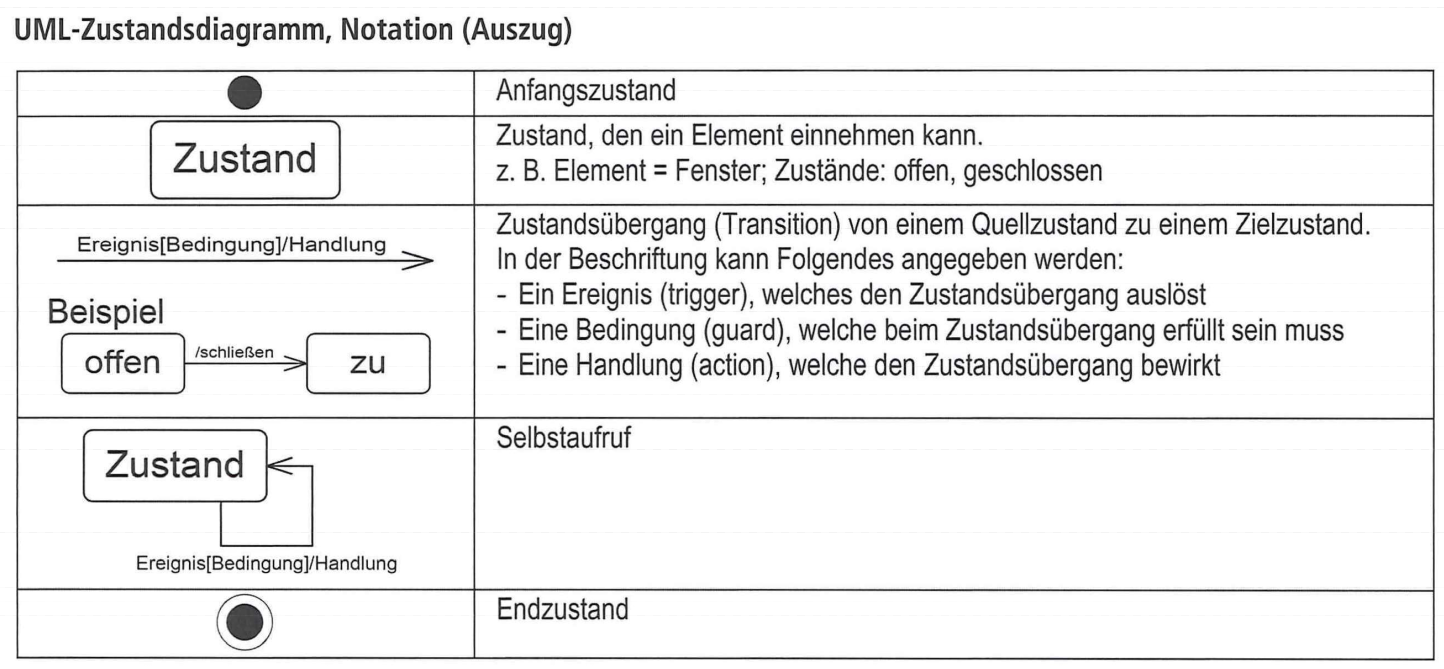 UML-Zustandsdiagramm, Notation (Auszug)
Anfangszustand
Zustand
Zustand, den ein Element einnehmen kann.
z. B. Element = Fenster; Zustände: offen, geschlossen
Ereignis[Bedingung]/Handlung
Beispiel
offen
/schließen
zu
Zustandsübergang (Transition) von einem Quellzustand zu einem Zielzustand.
In der Beschriftung kann Folgendes angegeben werden:
- Ein Ereignis (trigger), welches den Zustandsübergang auslöst
- Eine Bedingung (guard), welche beim Zustandsübergang erfüllt sein muss
- Eine Handlung (action), welche den Zustandsübergang bewirkt
Zustand
Ereignis[Bedingung]/Handlung
Selbstaufruf
Endzustand